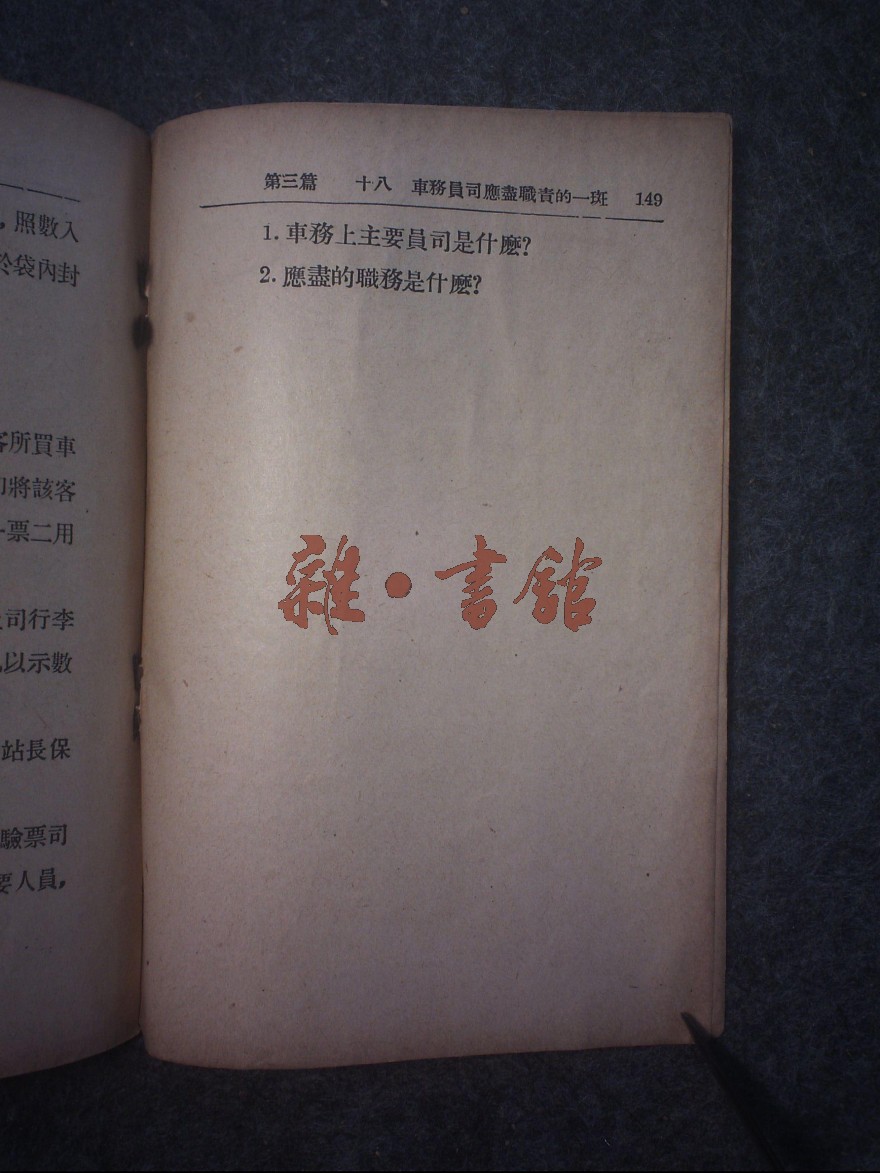 ，照數入
於袋內封
客所買車
將該客
一票二用
司行李
以示數
站長保
驗票司
要人員，
第三篇　十八　車務員司應盡職責的一斑　149
1. 車務上主要員司是什麽？
2. 應盡的職務是什麽？
雜·書館